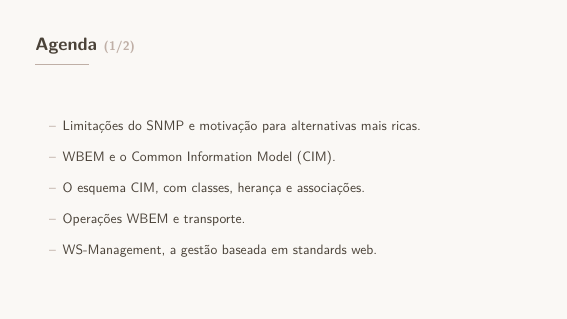 Agenda (1/2)
– Limitações do SNMP e motivação para alternativas mais ricas.
– WBEM e o Common Information Model (CIM).
– O esquema CIM, com classes, herança e associações.
– Operações WBEM e transporte.
– WS-Management, a gestão baseada em standards web.